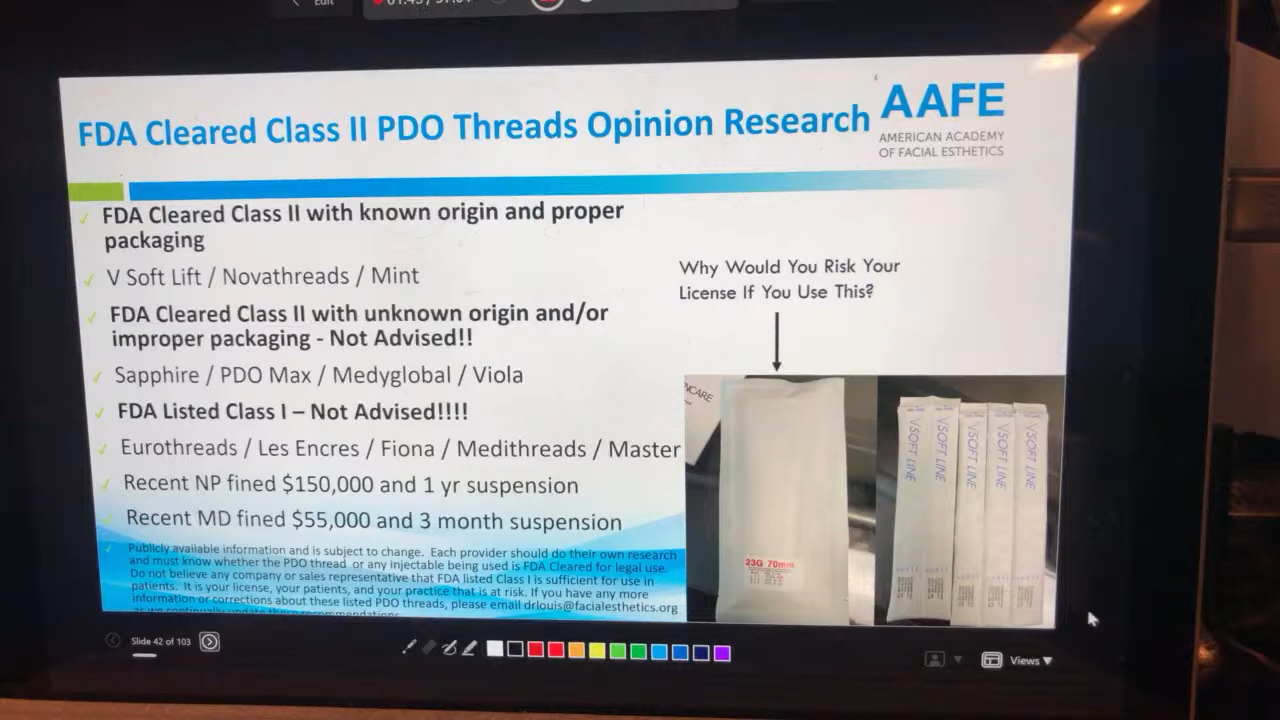 Edit
FDA Cleared Class II PDO Threads Opinion Research
AAFE
AMERICAN ACADEMY
OF FACIAL ESTHETICS
FDA Cleared Class II with known origin and proper
packaging
V Soft Lift / Novathreads / Mint
FDA Cleared Class II with unknown origin and/or
improper packaging - Not Advised!!
Sapphire / PDO Max / Medyglobal / Viola
FDA Listed Class I – Not Advised!!!!
Eurothreads / Les Encres / Fiona / Medithreads / Master
Recent NP fined $150,000 and 1 yr suspension
Recent MD fined $55,000 and 3 month suspension
Publicly available information and is subject to change. Each provider should do their own research
and must know whether the PDO thread or any injectable being used is FDA Cleared for legal use.
Do not believe any company or sales representative that FDA listed Class I is sufficient for use in
patients. It is your license, your patients, and your practice that is at risk. If you have any more
information or corrections about these listed PDO threads, please email drlouis@facialesthetics.org
as we continually update these recommendations
Why Would You Risk Your
License If You Use This?
NCARE
23G 70mm
VSOFT LINE
VSOFT LINE
VSOFT LINE
VSOFT LINE
VSOFT LINE
Slide 42 of 103
Views